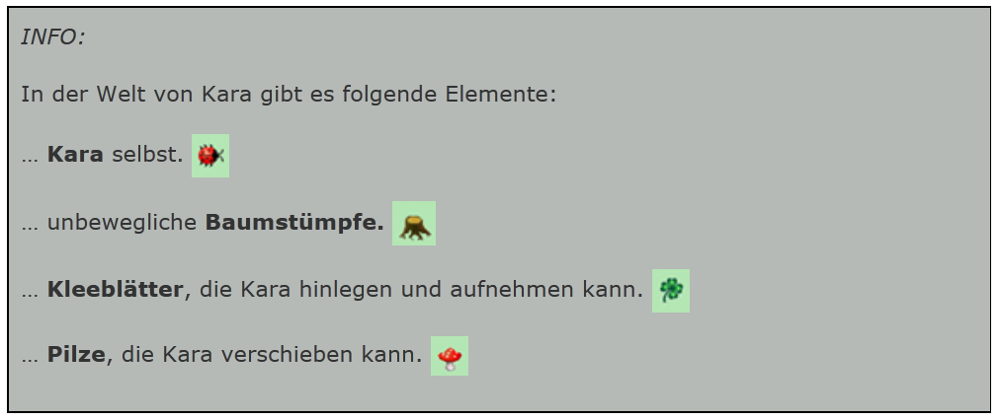 INFO:
In der Welt von Kara gibt es folgende Elemente:
... Kara selbst.
... unbewegliche Baumstümpfe.
... Kleeblätter, die Kara hinlegen und aufnehmen kann.
... Pilze, die Kara verschieben kann.